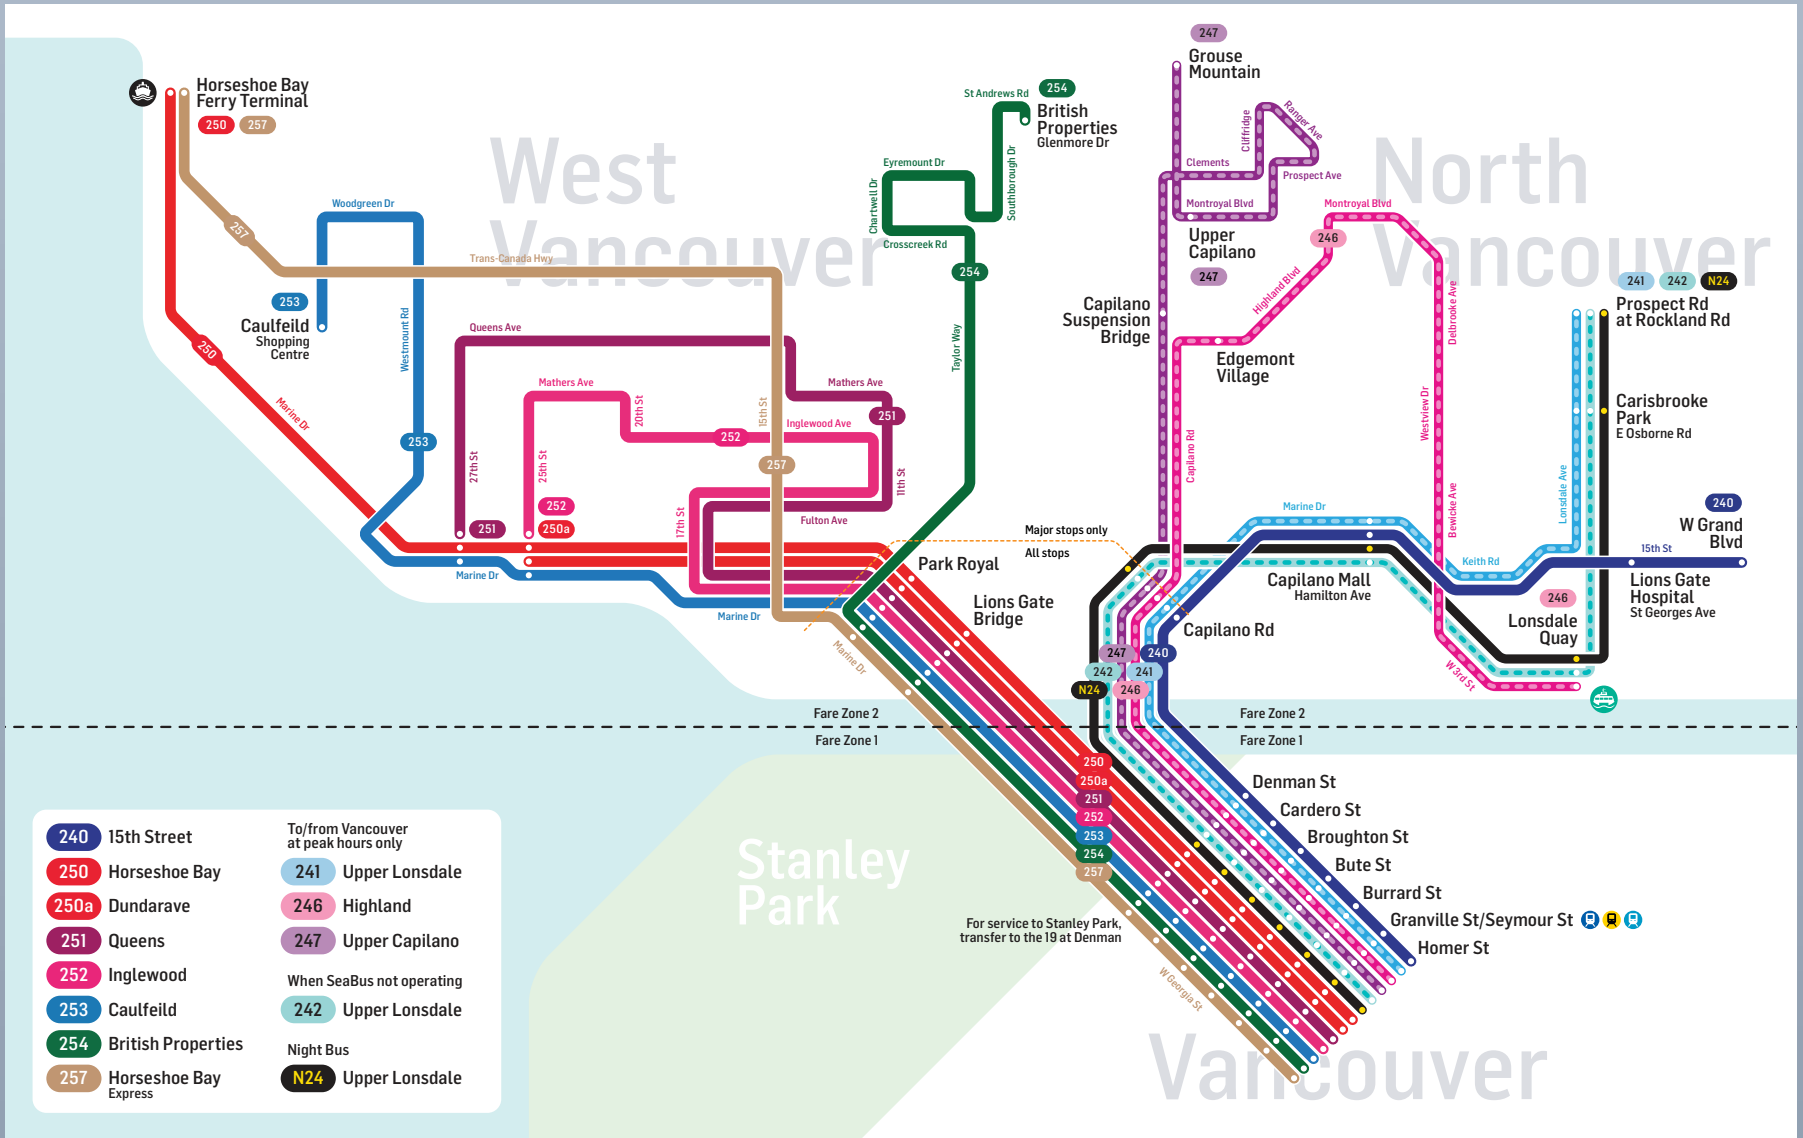 247
Grouse
Mountain
Horsehoe Bay
Ferry Terminal
250
257
St Andrews Rd
254
British
Properties
Glenmore Dr
Eyremount Dr
Chartwell Dr
Southborough Dr
Crosscreek Rd
254
Taylor Way
Cliffridge
Ranger Ave
Clements
Prospect Ave
Montroyal Blvd
Upper
Capilano
247
West
Vancouver
North
Vancouver
Montroyal Blvd
246
Highland Blvd
Delbrooke Ave
241
242
N24
Prospect Rd
at Rockland Rd
Woodgreen Dr
257
Trans-Canada Hwy
253
Caulfeild
Shopping
Centre
Westmount Rd
250
Marine Dr
253
Queens Ave
Mathers Ave
20th St
252
15th St
257
Mathers Ave
251
Inglewood Ave
27th St
25th St
251
252
250a
17th St
11th St
Fulton Ave
Marine Dr
Marine Dr
Marine Dr
Capilano
Suspension
Bridge
Edgemont
Village
Capilano Rd
Westview Dr
Bewicke Ave
Carisbrooke
Park
E Osborne Rd
Lonsdale Ave
240
W Grand
Blvd
15th St
Marine Dr
Keith Rd
Major stops only
All stops
Park Royal
Lions Gate
Bridge
Capilano Mall
Hamilton Ave
Capilano Rd
246
Lonsdale
Quay
Lions Gate
Hospital
St Georges Ave
W 3rd St
247
240
242
241
N24
246
Fare Zone 2
Fare Zone 1
Fare Zone 2
Fare Zone 1
250
250a
251
252
253
254
257
Denman St
Cardero St
Broughton St
Bute St
Burrard St
Granville St/Seymour St
Homer St
Stanley
Park
For service to Stanley Park,
transfer to the 19 at Denman
W Georgia St
Vancouver
240 15th Street
250 Horseshoe Bay
250a Dundarave
251 Queens
252 Inglewood
253 Caulfeild
254 British Properties
257 Horseshoe Bay
Express
To/from Vancouver
at peak hours only
241 Upper Lonsdale
246 Highland
247 Upper Capilano
When SeaBus not operating
242 Upper Lonsdale
Night Bus
N24 Upper Lonsdale